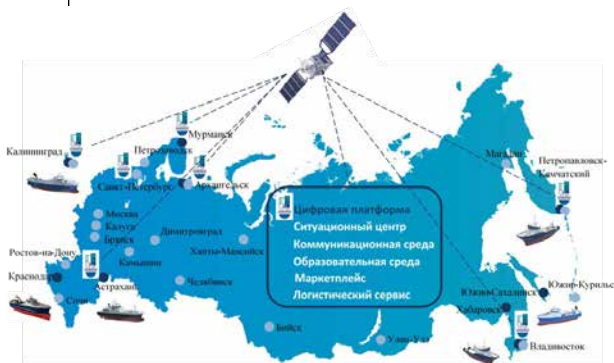 Мурманск
Калининград
Петрозаводск
Санкт-Петербург
Архангельск
Магадан
Петропавловск-
Камчатский
Москва
Калуга
Брянск
Димитровград
Ханты-Мансийск
Камышин
Ростов-на-Дону
Краснодар
Астрахань
Сочи
Челябинск
Бийск
Улан-Удэ
Цифровая платформа
Ситуационный центр
Коммуникационная среда
Образовательная среда
Маркетплейс
Логистический сервис
Южно-Сахалинск
Хабаровск
Южно-Курильс
Владивосток